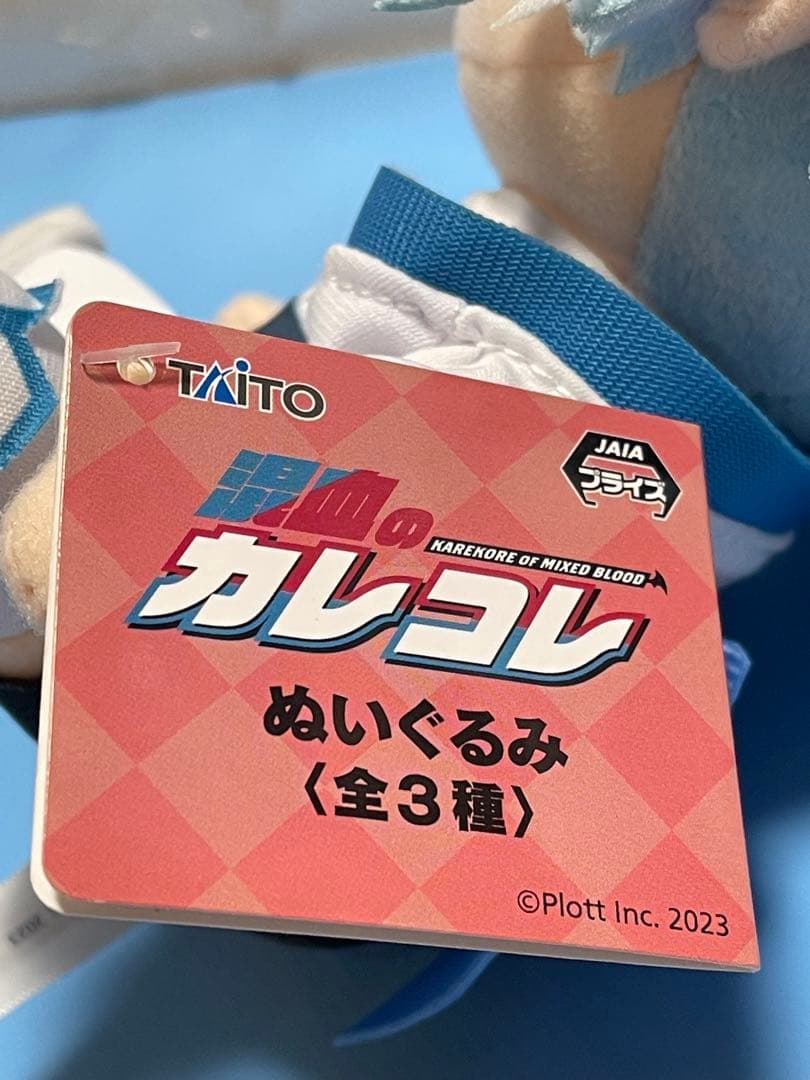 TAITO
JAIA
プライズ
混血の
KAREKORE OF MIXED BLOOD
カレコレ
ぬいぐるみ
〈全3種〉
©Plott Inc. 2023
2023